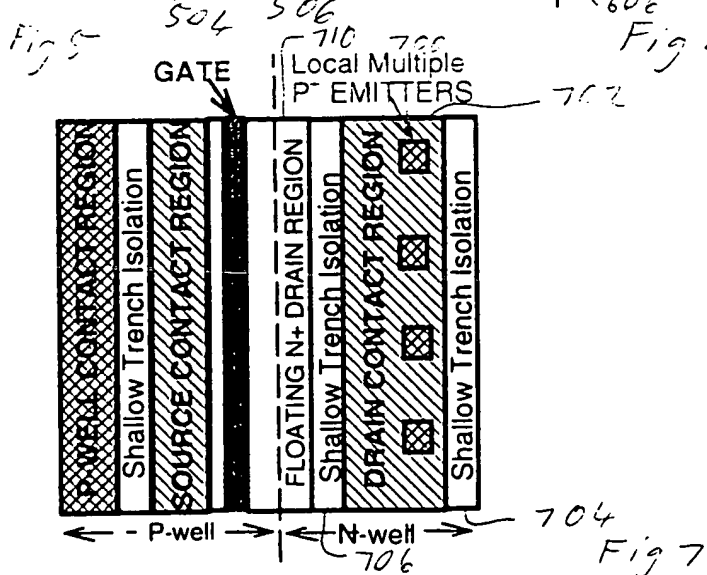 Fig 5
504 506
60
Fig
710 700
GATE
Local Multiple
P- EMITTERS
702
P-WELL CONTACT REGION
Shallow Trench Isolation
SOURCE CONTACT REGION
FLOATING N+ DRAIN REGION
Shallow Trench Isolation
DRAIN CONTACT REGION
Shallow Trench Isolation
P-well
N-well
704
706
Fig 7